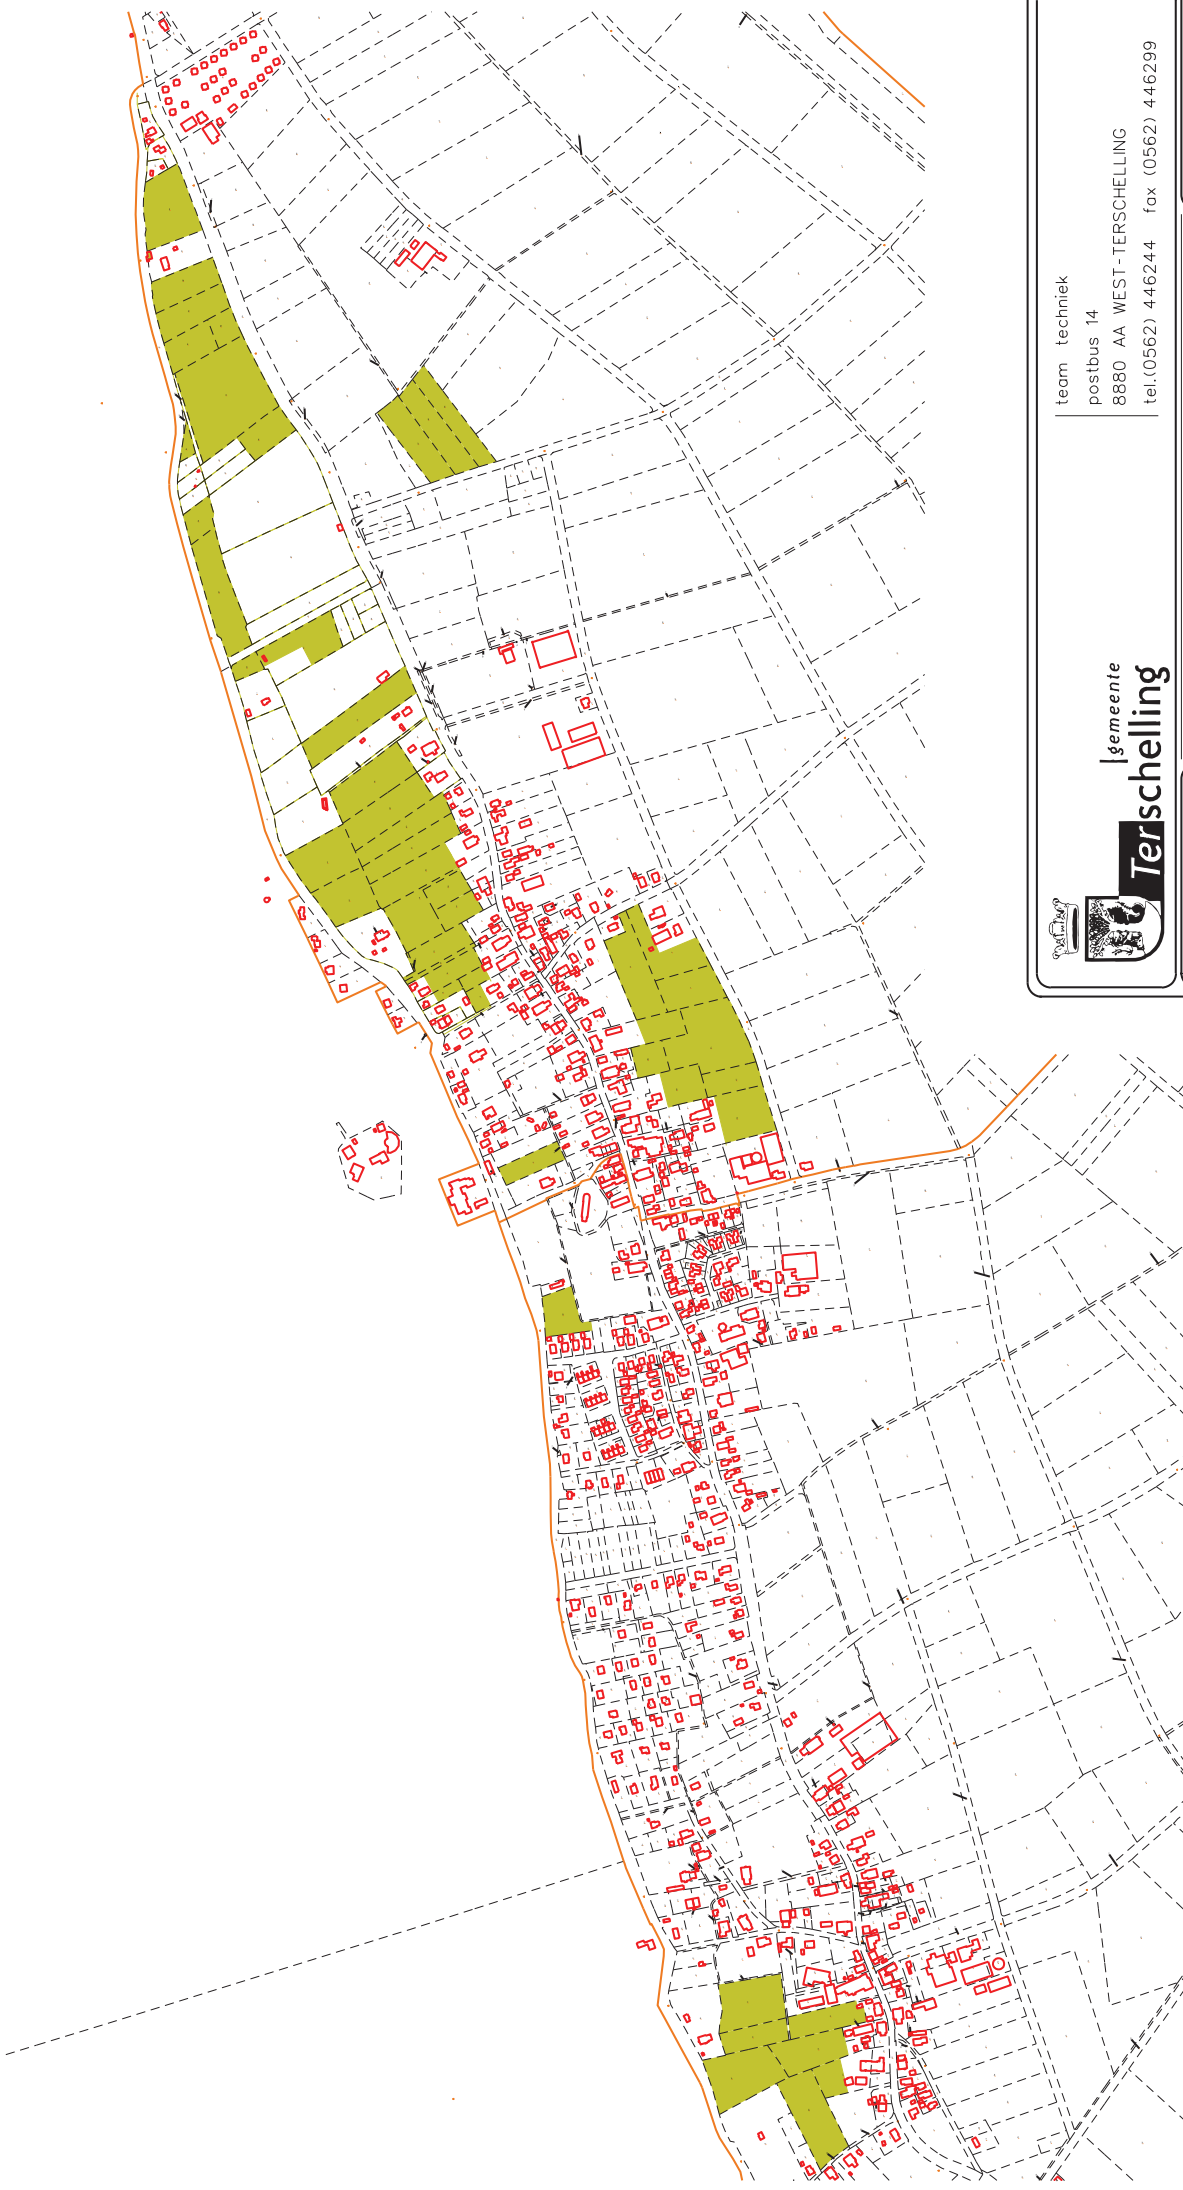 gemeente
Terschelling
team techniek
postbus 14
8880 AA WEST-TERSCHELLING
tel.(0562) 446244 fax (0562) 446299